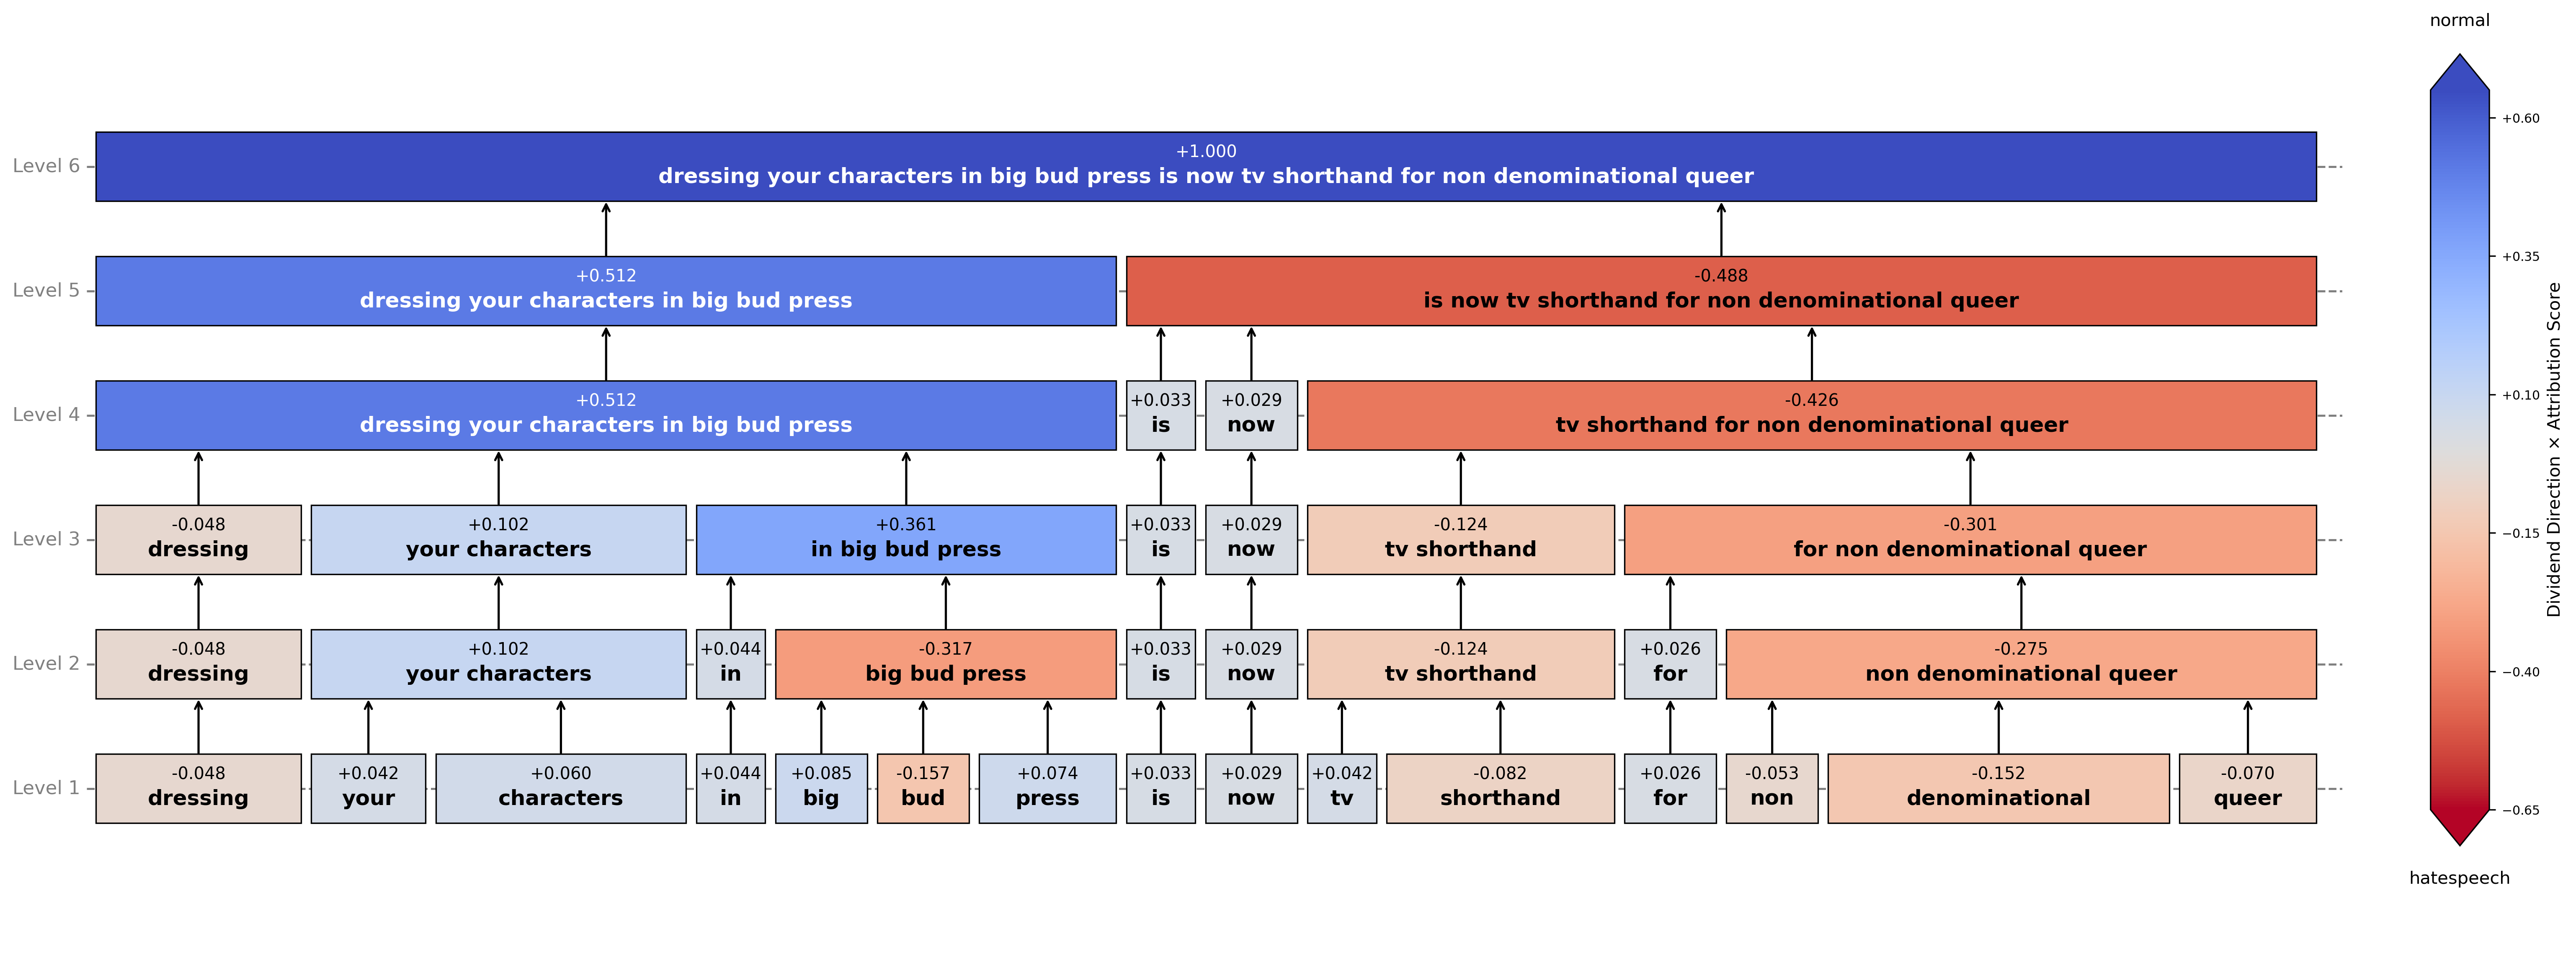 normal
Level 6
+1.000
dressing your characters in big bud press is now tv shorthand for non denominational queer
Level 5
+0.512
dressing your characters in big bud press
-0.488
is now tv shorthand for non denominational queer
Level 4
+0.512
dressing your characters in big bud press
+0.033
is
+0.029
now
-0.426
tv shorthand for non denominational queer
Level 3
-0.048
dressing
+0.102
your characters
+0.361
in big bud press
+0.033
is
+0.029
now
-0.124
tv shorthand
-0.301
for non denominational queer
Level 2
-0.048
dressing
+0.102
your characters
+0.044
in
-0.317
big bud press
+0.033
is
+0.029
now
-0.124
tv shorthand
+0.026
for
-0.275
non denominational queer
Level 1
-0.048
dressing
+0.042
your
+0.060
characters
+0.044
in
+0.085
big
-0.157
bud
+0.074
press
+0.033
is
+0.029
now
+0.042
tv
-0.082
shorthand
+0.026
for
-0.053
non
-0.152
denominational
-0.070
queer
+0.60
+0.35
+0.10
−0.15
−0.40
−0.65
Dividend Direction × Attribution Score
hatespeech